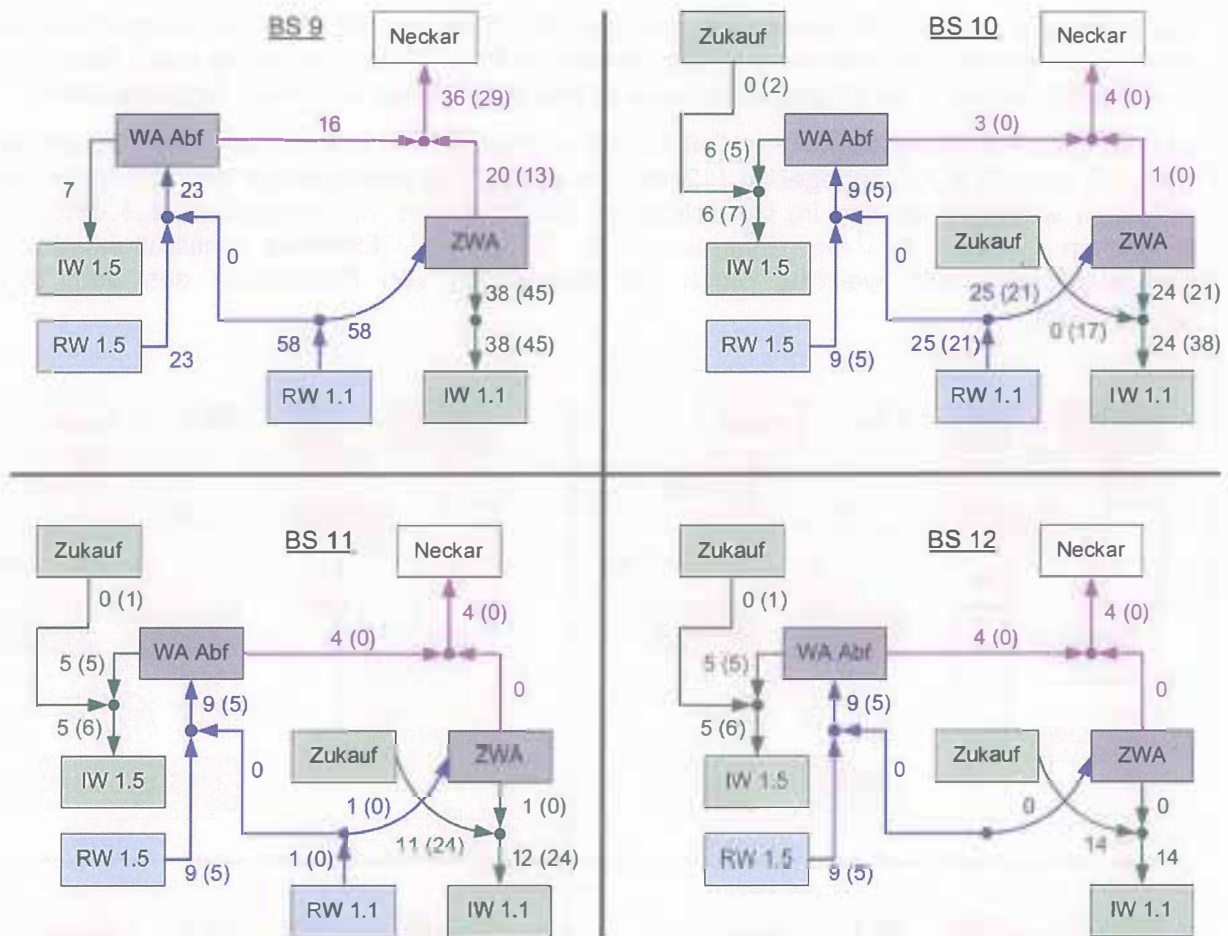 BS 9
Neckar
36 (29)
16
WA Abf
20 (13)
7
23
ZWA
0
IW 1.5
38 (45)
58
RW 1.5
38 (45)
23
58
RW 1.1
IW 1.1
Zukauf
BS 10
Neckar
0 (2)
4 (0)
3 (0)
6 (5)
WA Abf
1 (0)
9 (5)
6 (7)
Zukauf
ZWA
0
IW 1.5
25 (21)
24 (21)
0 (17)
RW 1.5
25 (21)
24 (38)
9 (5)
RW 1.1
IW 1.1
Zukauf
BS 11
Neckar
0 (1)
4 (0)
4 (0)
5 (5)
WA Abf
0
9 (5)
5 (6)
Zukauf
ZWA
0
IW 1.5
1 (0)
1 (0)
11 (24)
RW 1.5
1 (0)
12 (24)
9 (5)
RW 1.1
IW 1.1
Zukauf
BS 12
Neckar
0 (1)
4 (0)
4 (0)
5 (5)
WA Abf
0
9 (5)
5 (6)
Zukauf
ZWA
0
IW 1.5
0
0
14
RW 1.5
14
9 (5)
IW 1.1